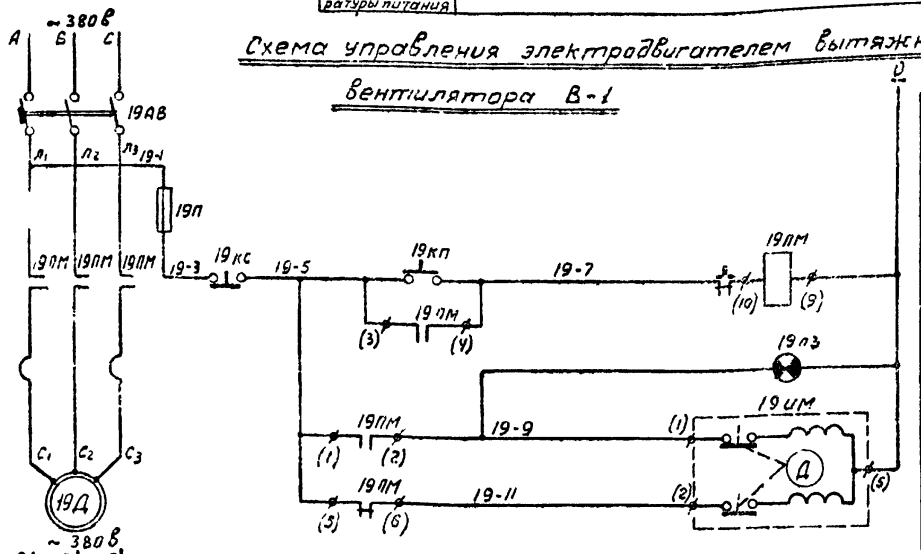 ратуры питания
~ 380 в
А Б С
Схема управления электродвигателем вытяжн
вентилятора В-1
0
19АВ
Л1 Л2 Л3 19-1
19П
19ПМ 19ПМ 19ПМ
19-3 19КС 19-5 19КП 19-7 19ПМ
(10) (9)
19ПМ
(3) (4)
19ЛЗ
19ПМ 19-9 19ИМ
(1) (2) (1)
Д
19ПМ 19-11 (2) (5)
(5) (6)
С1 С2 С3
19Д
~ 380 в